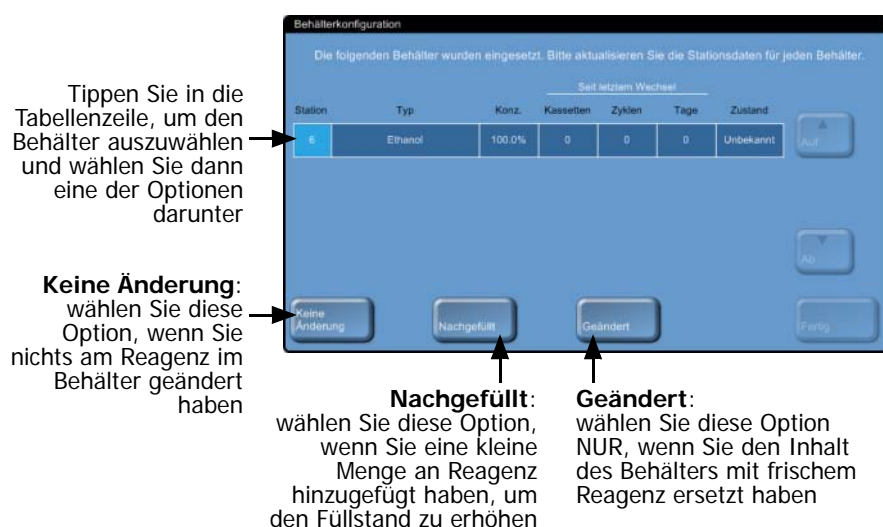 Behälterkonfiguration
Die folgenden Behälter wurden eingesetzt. Bitte aktualisieren Sie die Stationsdaten für jeden Behälter.
Seit letztem Wechsel
Station Typ Konz. Kassetten Zyklen Tage Zustand
6 Ethanol 100.0% 0 0 0 Unbekannt
Auf
Ab
Keine
Änderung
Nachgefüllt
Geändert
Fertig
Tippen Sie in die
Tabellenzeile, um den
Behälter auszuwählen
und wählen Sie dann
eine der Optionen
darunter
Keine Änderung:
wählen Sie diese
Option, wenn Sie
nichts am Reagenz im
Behälter geändert
haben
Nachgefüllt:
wählen Sie diese Option,
wenn Sie eine kleine
Menge an Reagenz
hinzugefügt haben, um
den Füllstand zu erhöhen
Geändert:
wählen Sie diese Option
NUR, wenn Sie den Inhalt
des Behälters mit frischem
Reagenz ersetzt haben